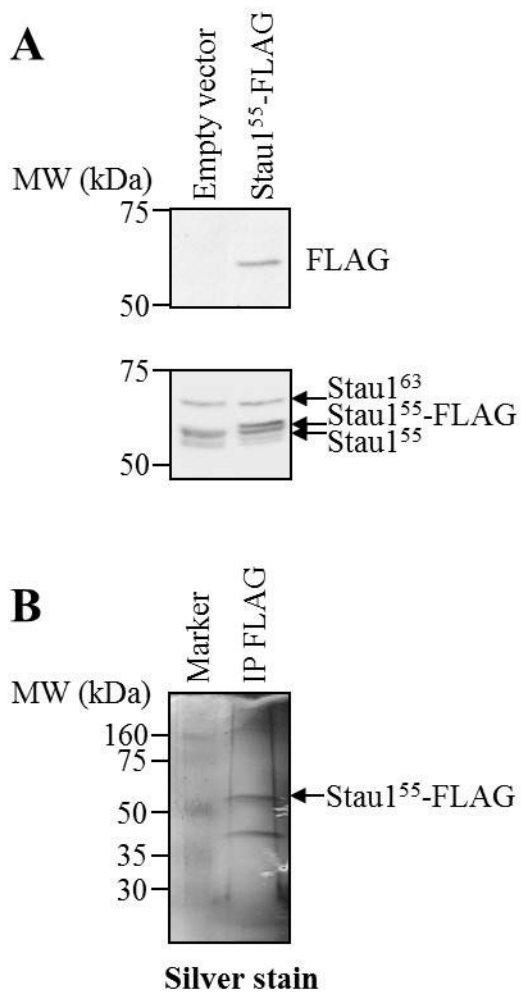 A
Empty vector
Stau1⁵⁵-FLAG
MW (kDa)
75
FLAG
50
75
Stau1⁶³
Stau1⁵⁵-FLAG
Stau1⁵⁵
50
B
Marker
IP FLAG
MW (kDa)
160
75
Stau1⁵⁵-FLAG
50
35
30
Silver stain